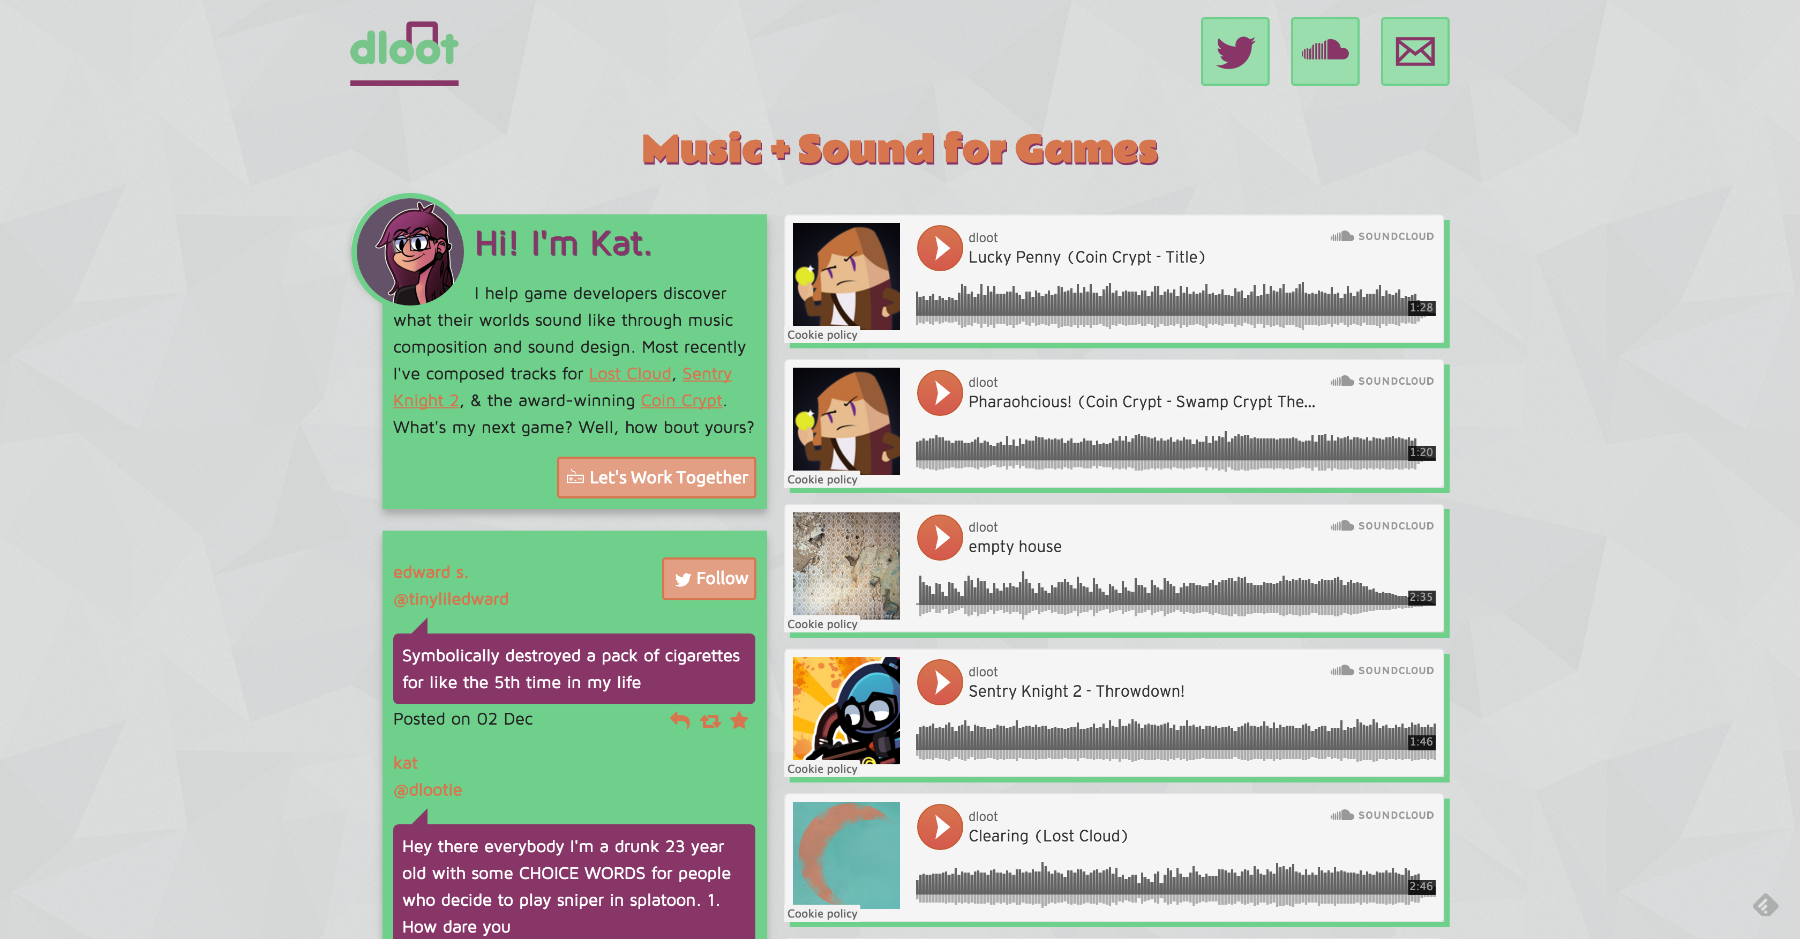 dloot
Music + Sound for Games
Hi! I'm Kat.
I help game developers discover
what their worlds sound like through music
composition and sound design. Most recently
I've composed tracks for Lost Cloud, Sentry
Knight 2, & the award-winning Coin Crypt.
What's my next game? Well, how bout yours?
Let's Work Together
edward s.
@tinyliledward
Follow
Symbolically destroyed a pack of cigarettes
for like the 5th time in my life
Posted on 02 Dec
kat
@dlootie
Hey there everybody I'm a drunk 23 year
old with some CHOICE WORDS for people
who decide to play sniper in splatoon. 1.
How dare you
dloot
SOUNDCLOUD
Lucky Penny (Coin Crypt - Title)
1:28
Cookie policy
dloot
SOUNDCLOUD
Pharaohcious! (Coin Crypt - Swamp Crypt The...
1:20
Cookie policy
dloot
SOUNDCLOUD
empty house
2:35
Cookie policy
dloot
SOUNDCLOUD
Sentry Knight 2 - Throwdown!
1:46
Cookie policy
dloot
SOUNDCLOUD
Clearing (Lost Cloud)
2:46
Cookie policy